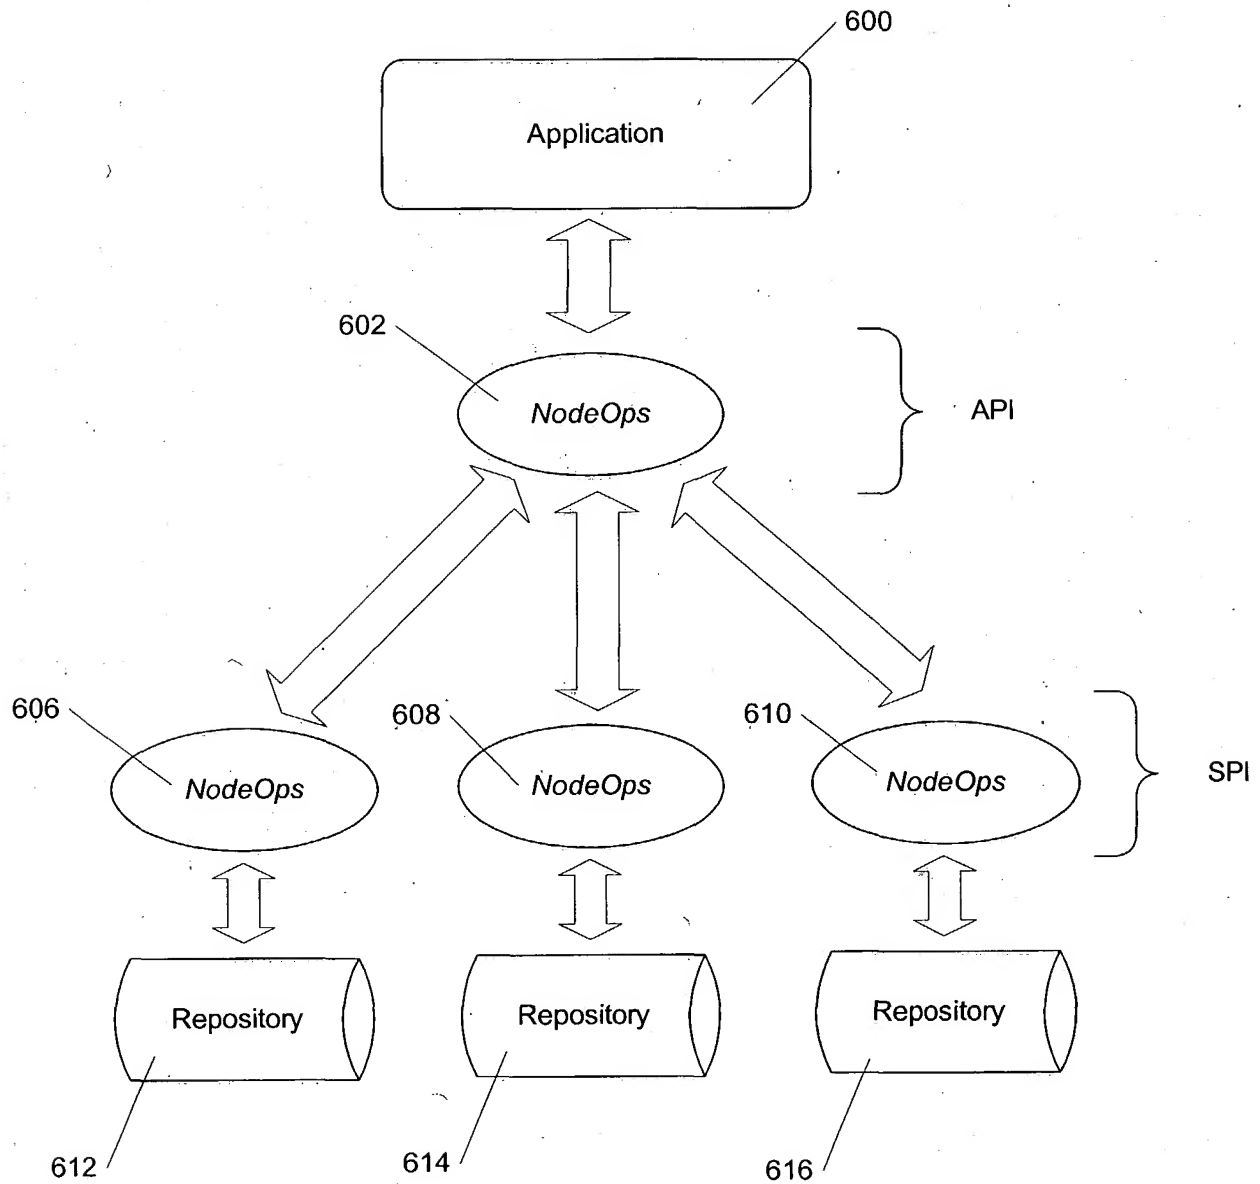 600
Application
602
NodeOps
API
606
608
610
NodeOps
NodeOps
NodeOps
SPI
Repository
Repository
Repository
612
614
616